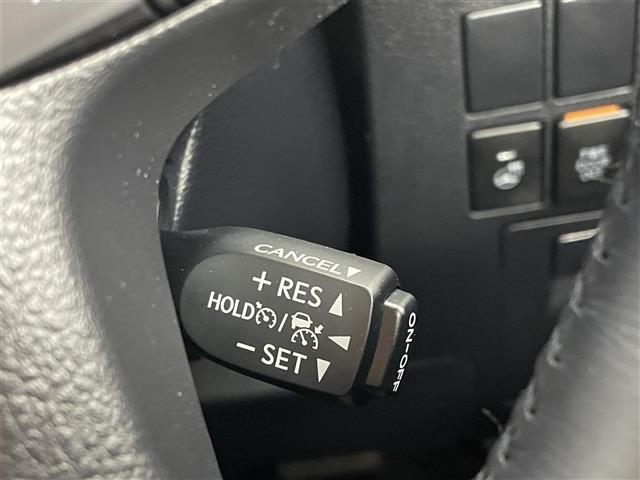 CANCEL▼
+ RES ▲
HOLD / ◀
− SET ▼
ON-OFF